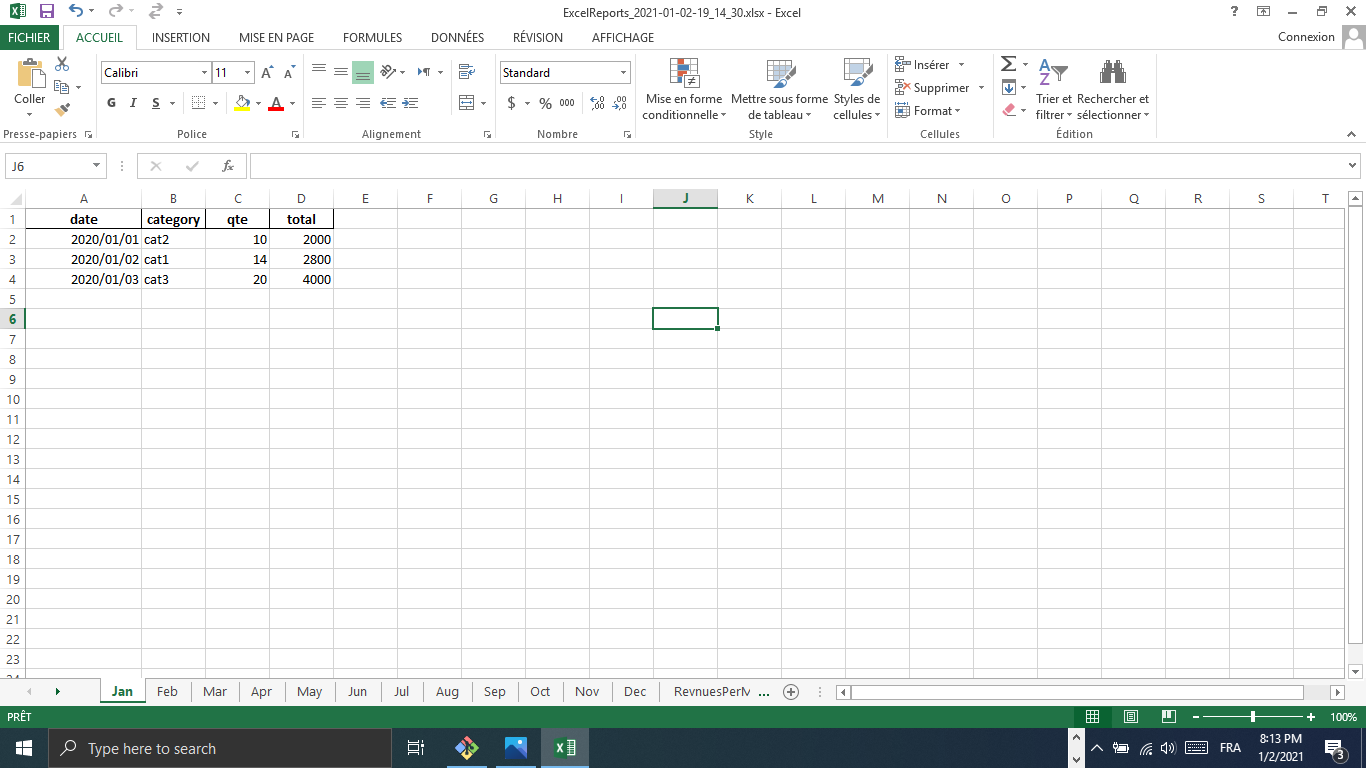 ExcelReports_2021-01-02-19_14_30.xlsx - Excel
?
FICHIER ACCUEIL INSERTION MISE EN PAGE FORMULES DONNÉES RÉVISION AFFICHAGE Connexion
Coller
Presse-papiers
Calibri 11
G I S
Police
Alignement
Standard
$ % 000
Nombre
Mise en forme
conditionnelle
Mettre sous forme
de tableau
Styles de
cellules
Style
Insérer
Supprimer
Format
Cellules
Trier et
filtrer
Rechercher et
sélectionner
Édition
J6 fx
A B C D E F G H I J K L M N O P Q R S T
1 date category qte total
2 2020/01/01 cat2 10 2000
3 2020/01/02 cat1 14 2800
4 2020/01/03 cat3 20 4000
5
6
7
8
9
10
11
12
13
14
15
16
17
18
19
20
21
22
23
Jan Feb Mar Apr May Jun Jul Aug Sep Oct Nov Dec RevnuesPerM ...
PRÊT 100%
Type here to search
FRA
8:13 PM
1/2/2021
3